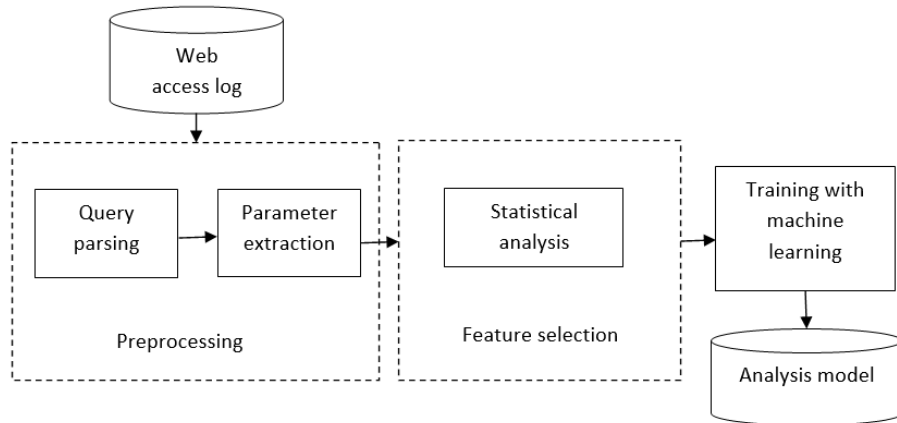 Web
access log
Query
parsing
Parameter
extraction
Preprocessing
Statistical
analysis
Feature selection
Training with
machine
learning
Analysis model